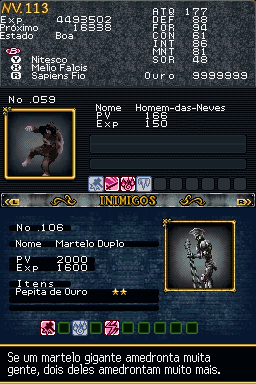 NV.113
Exp 4493502
Próximo 16338
Estado Boa
ATQ 177
DEF 88
FOR 94
CON 61
INT 86
MNT 81
SOR 48
B
Y Nitesco
X Melio Falcis
R Sapiens Fio
Ouro 9999999
No .059
Nome Homem-das-Neves
PV 166
Exp 150
L INIMIGOS R
No .106
Nome Martelo Duplo
PV 2000
Exp 1600
Itens
Pepita de Ouro ★★
Se um martelo gigante amedronta muita
gente, dois deles amedrontam muito mais.